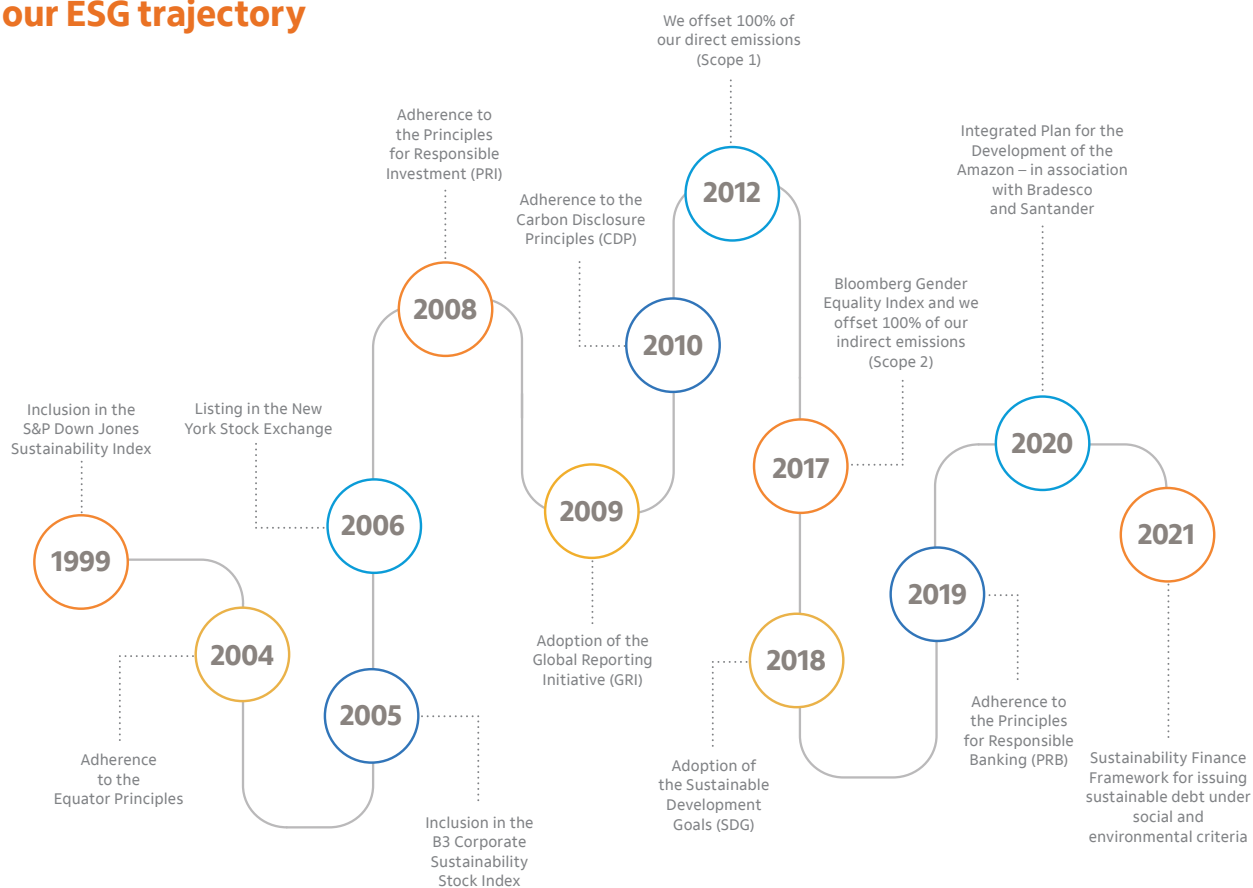 our ESG trajectory
We offset 100% of
our direct emissions
(Scope 1)
Adherence to
the Principles
for Responsible
Investment (PRI)
Integrated Plan for the
Development of the
Amazon – in association
with Bradesco
and Santander
Adherence to the
Carbon Disclosure
Principles (CDP)
2012
2008
Bloomberg Gender
Equality Index and we
offset 100% of our
indirect emissions
(Scope 2)
2010
Inclusion in the
S&P Down Jones
Sustainability Index
Listing in the New
York Stock Exchange
2020
2017
2009
2006
2021
1999
2019
2004
2018
Adoption of the
Global Reporting
Initiative (GRI)
2005
Adherence to
the Principles
for Responsible
Banking (PRB)
Adherence
to the
Equator Principles
Adoption of
the Sustainable
Development
Goals (SDG)
Sustainability Finance
Framework for issuing
sustainable debt under
social and
environmental criteria
Inclusion in the
B3 Corporate
Sustainability
Stock Index